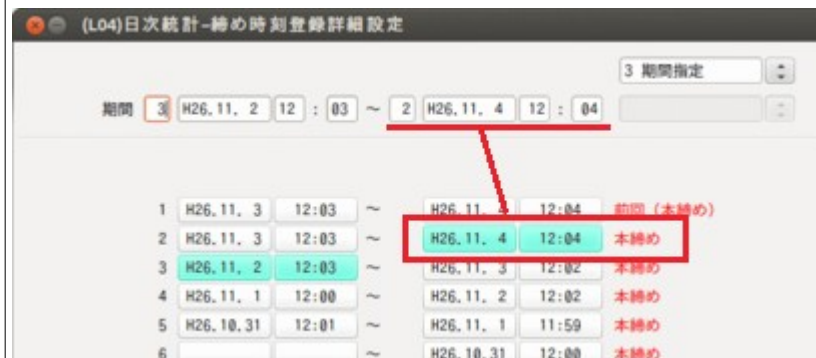 (L04)日次統計−締め時刻登録詳細設定
3 期間指定
期間 3 H26.11. 2 12 : 03 ～ 2 H26.11. 4 12 : 04
1 H26.11. 3 12:03 ～ H26.11. 4 12:04 前回（本締め）
2 H26.11. 3 12:03 ～ H26.11. 4 12:04 本締め
3 H26.11. 2 12:03 ～ H26.11. 3 12:02 本締め
4 H26.11. 1 12:00 ～ H26.11. 2 12:02 本締め
5 H26.10.31 12:01 ～ H26.11. 1 11:59 本締め
6 ～ H26.10.31 12:00 本締め